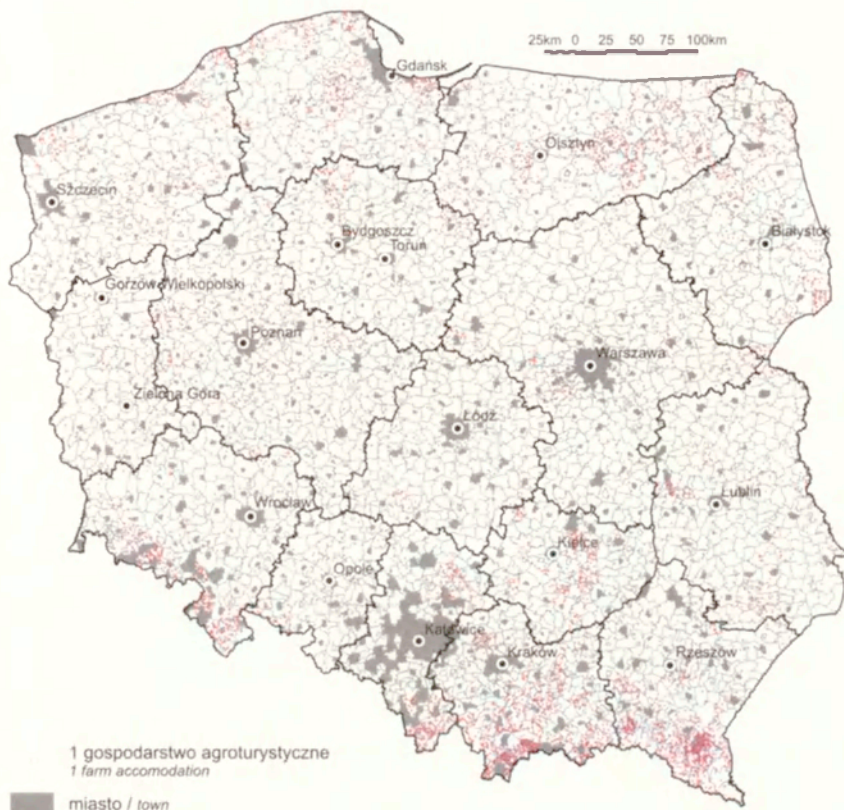 25km 0 25 50 75 100km
Gdańsk
Olsztyn
Szczecin
Bydgoszcz
Toruń
Białystok
Gorzów Wielkopolski
Poznań
Warszawa
Zielona Góra
Łódź
Lublin
Wrocław
Kielce
Opole
Katowice
Kraków
Rzeszów
1 gospodarstwo agroturystyczne
1 farm accomodation
miasto / town